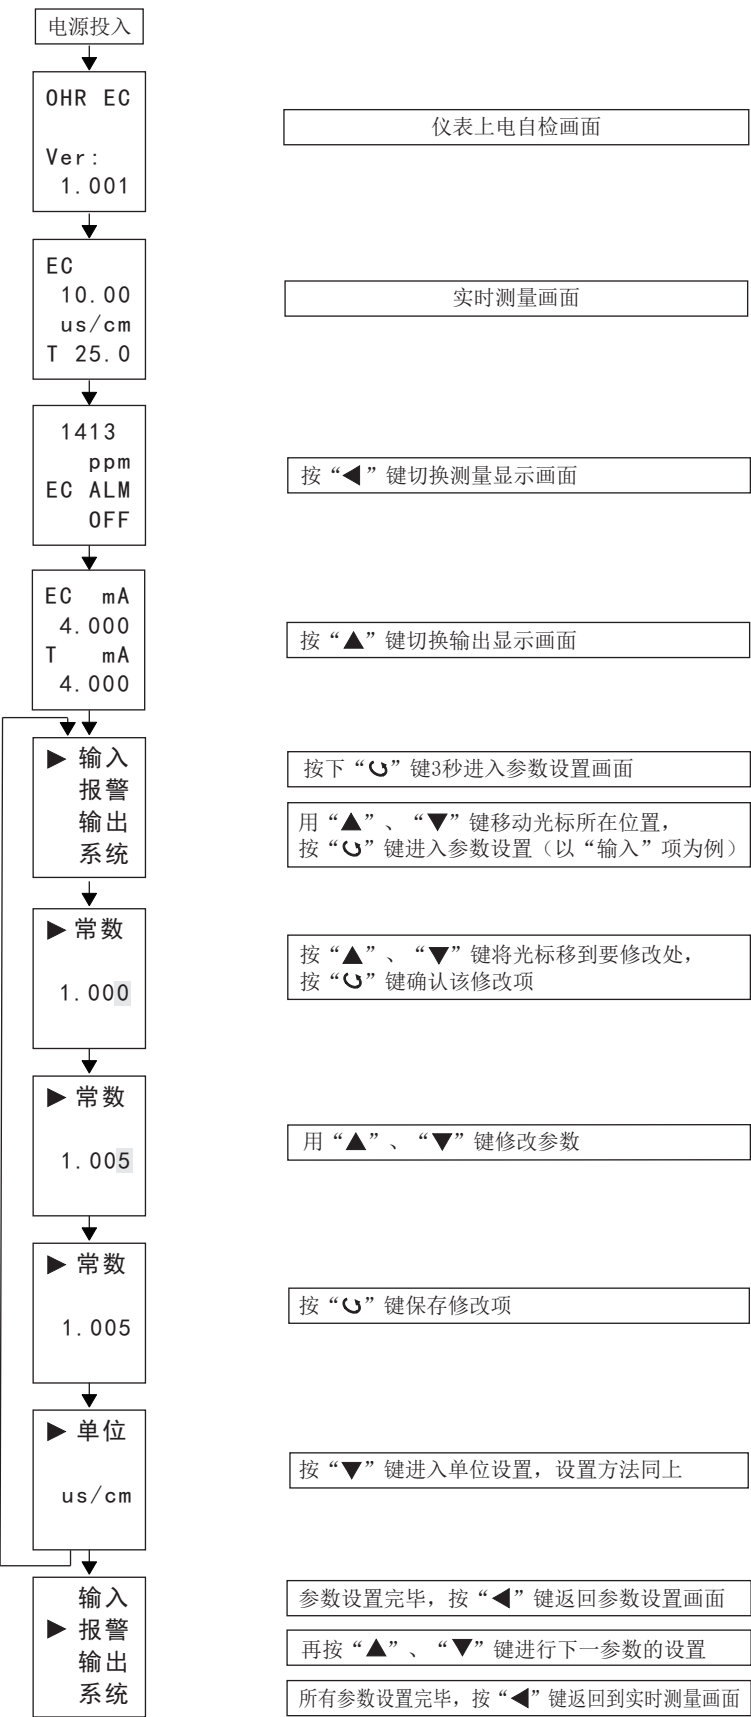 电源投入
OHR EC
Ver:
1.001
仪表上电自检画面
EC
10.00
us/cm
T 25.0
实时测量画面
1413
ppm
EC ALM
OFF
按“◀”键切换测量显示画面
EC mA
4.000
T mA
4.000
按“▲”键切换输出显示画面
▶ 输入
报警
输出
系统
按下“↻”键3秒进入参数设置画面
用“▲”、“▼”键移动光标所在位置，
按“↻”键进入参数设置（以“输入”项为例）
▶ 常数
1.000
按“▲”、“▼”键将光标移到要修改处，
按“↻”键确认该修改项
▶ 常数
1.005
用“▲”、“▼”键修改参数
▶ 常数
1.005
按“↻”键保存修改项
▶ 单位
us/cm
按“▼”键进入单位设置，设置方法同上
输入
▶ 报警
输出
系统
参数设置完毕，按“◀”键返回参数设置画面
再按“▲”、“▼”键进行下一参数的设置
所有参数设置完毕，按“◀”键返回到实时测量画面